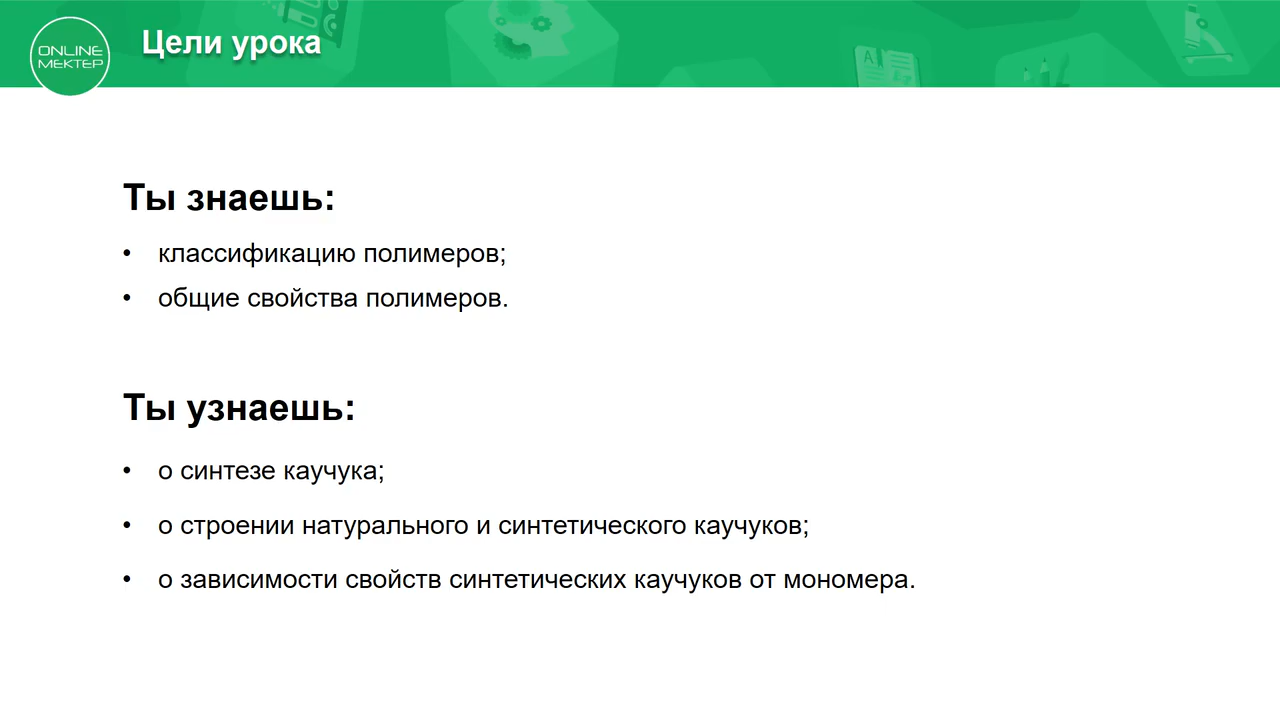 ONLINE
МЕКТЕР
Цели урока
Ты знаешь:
• классификацию полимеров;
• общие свойства полимеров.
Ты узнаешь:
• о синтезе каучука;
• о строении натурального и синтетического каучуков;
• о зависимости свойств синтетических каучуков от мономера.